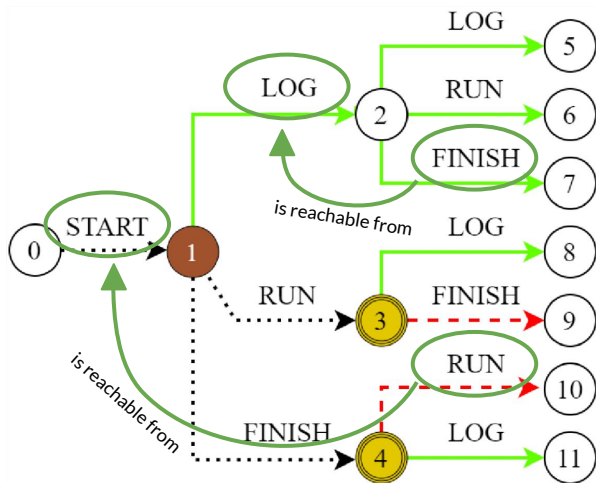 LOG
5
LOG
2
RUN
6
FINISH
7
is reachable from
START
0
1
LOG
8
RUN
3
FINISH
9
RUN
10
is reachable from
FINISH
4
LOG
11